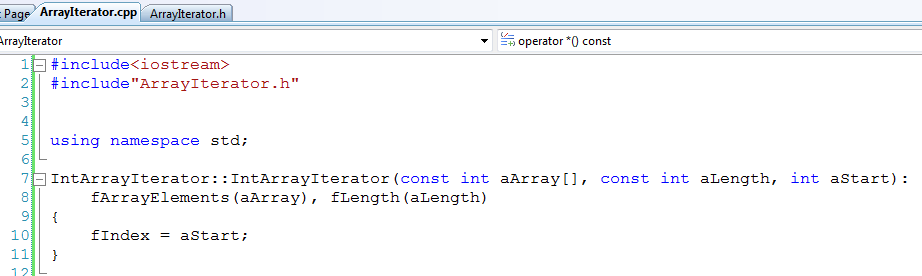 Page ArrayIterator.cpp ArrayIterator.h
ArrayIterator operator *() const
1 #include<iostream>
2 #include"ArrayIterator.h"
3
4
5 using namespace std;
6
7 IntArrayIterator::IntArrayIterator(const int aArray[], const int aLength, int aStart):
8 fArrayElements(aArray), fLength(aLength)
9 {
10 fIndex = aStart;
11 }
12